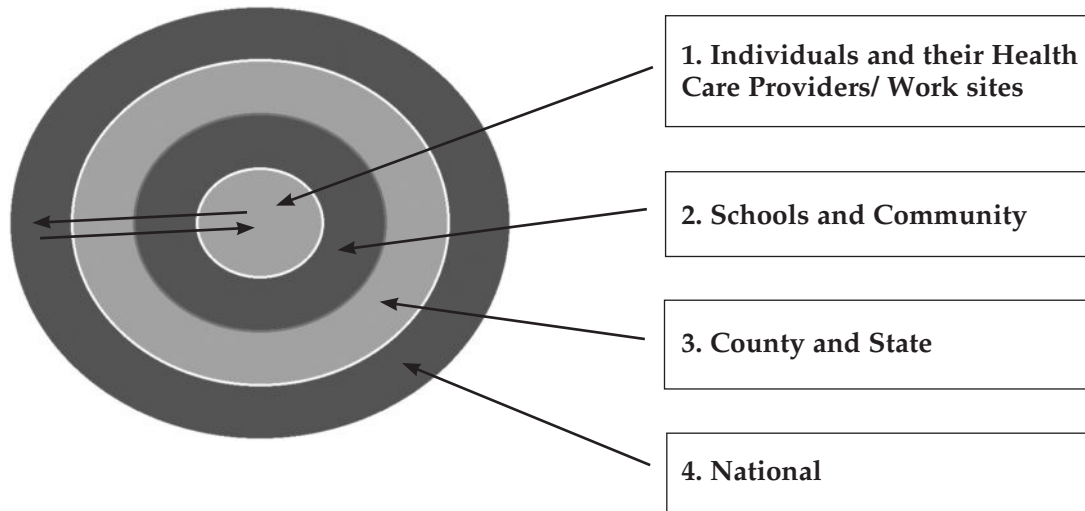 1. Individuals and their Health
Care Providers/ Work sites
2. Schools and Community
3. County and State
4. National